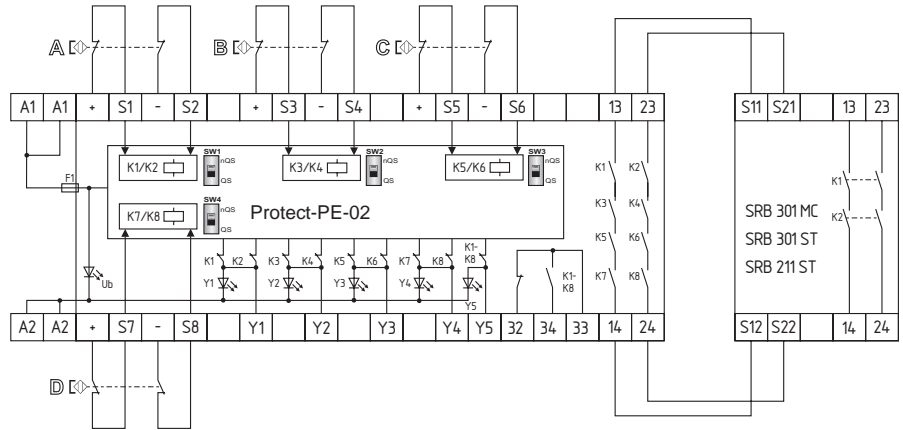 A B C
A1 A1 + S1 - S2 + S3 - S4 + S5 - S6 13 23 S11 S21 13 23
SW1 SW2 SW3
K1/K2 nQS QS K3/K4 nQS QS K5/K6 nQS QS
F1
SW4
K7/K8 nQS QS Protect-PE-02
K1 K2
K3 K4
K5 K6
K7 K8
K1
K2
SRB 301 MC
SRB 301 ST
SRB 211 ST
K1 K2 K3 K4 K5 K6 K7 K8 K1-
K8
K1-
K8
Ub Y1 Y2 Y3 Y4 Y5
A2 A2 + S7 - S8 Y1 Y2 Y3 Y4 Y5 32 34 33 14 24 S12 S22 14 24
D